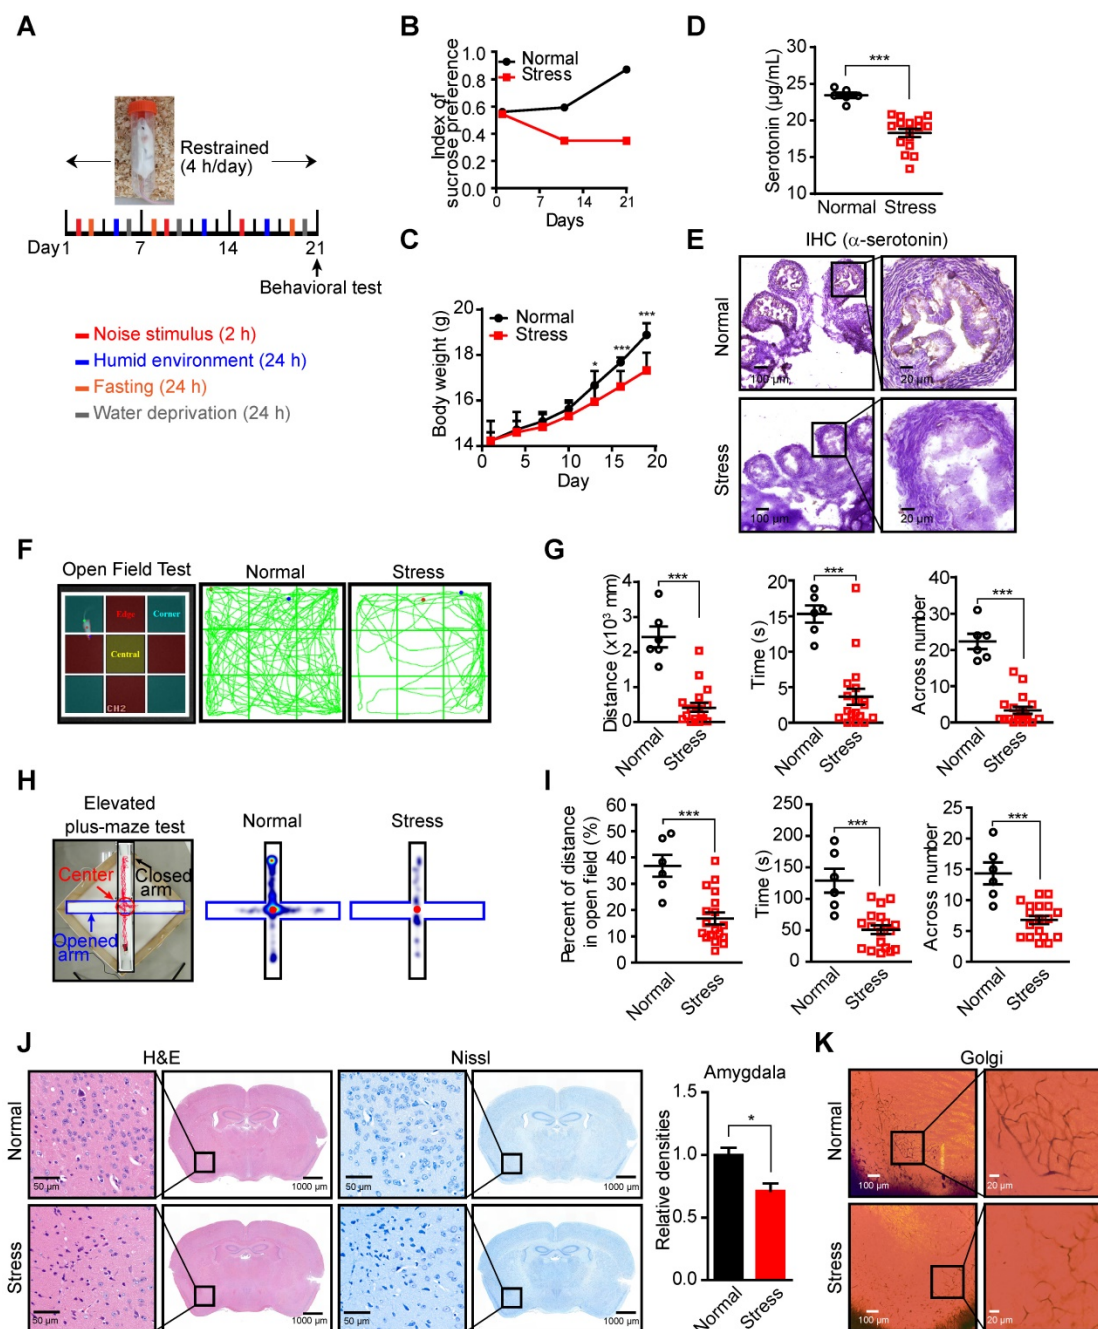 A
Restrained
(4 h/day)
Day 1 7 14 21
Behavioral test
Noise stimulus (2 h)
Humid environment (24 h)
Fasting (24 h)
Water deprivation (24 h)
B
Index of
sucrose preference
1.0
0.8
0.6
0.4
0.2
0.0
Normal
Stress
0 7 14 21
Days
C
Body weight (g)
20
18
16
14
Normal
Stress
* *** ***
0 5 10 15 20
Day
D
Serotonin (µg/mL)
30
25
20
15
10
***
Normal Stress
E
IHC (α-serotonin)
Normal
100 µm
20 µm
Stress
100 µm
20 µm
F
Open Field Test
Edge Corner
Central
CH2
Normal
Stress
G
Distance (x10³ mm)
4
3
2
1
0
***
Normal
Stress
Time (s)
20
15
10
5
0
***
Normal
Stress
Across number
40
30
20
10
0
***
Normal
Stress
H
Elevated
plus-maze test
Center
Closed
arm
Opened
arm
Normal
Stress
I
Percent of distance
in open field (%)
60
50
40
30
20
10
0
***
Normal
Stress
Time (s)
250
200
150
100
50
0
***
Normal
Stress
Across number
25
20
15
10
5
0
***
Normal
Stress
J
H&E
Nissl
Normal
50 µm
1000 µm
50 µm
1000 µm
Stress
50 µm
1000 µm
50 µm
1000 µm
Amygdala
Relative densities
1.5
1.0
0.5
0.0
*
Normal
Stress
K
Golgi
Normal
100 µm
20 µm
Stress
100 µm
20 µm